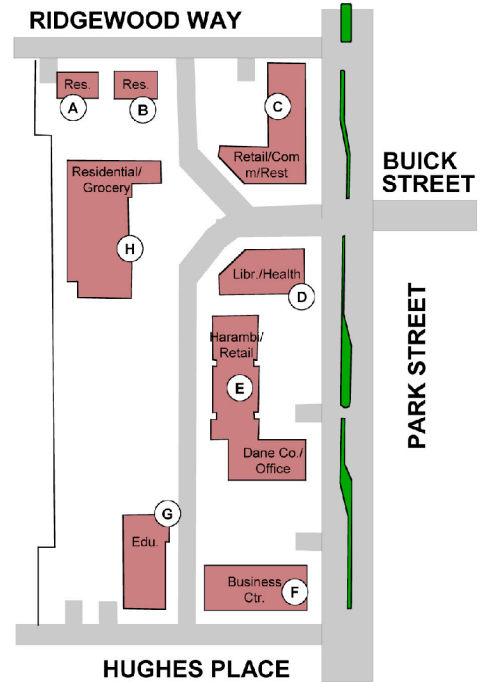 RIDGEWOOD WAY
Res.
Res.
A
B
C
Retail/Com
m/Rest
BUICK
STREET
Residential/
Grocery
H
Libr./Health
D
Harambi/
Retail
E
PARK STREET
Dane Co./
Office
G
Edu.
Business
Ctr.
F
HUGHES PLACE